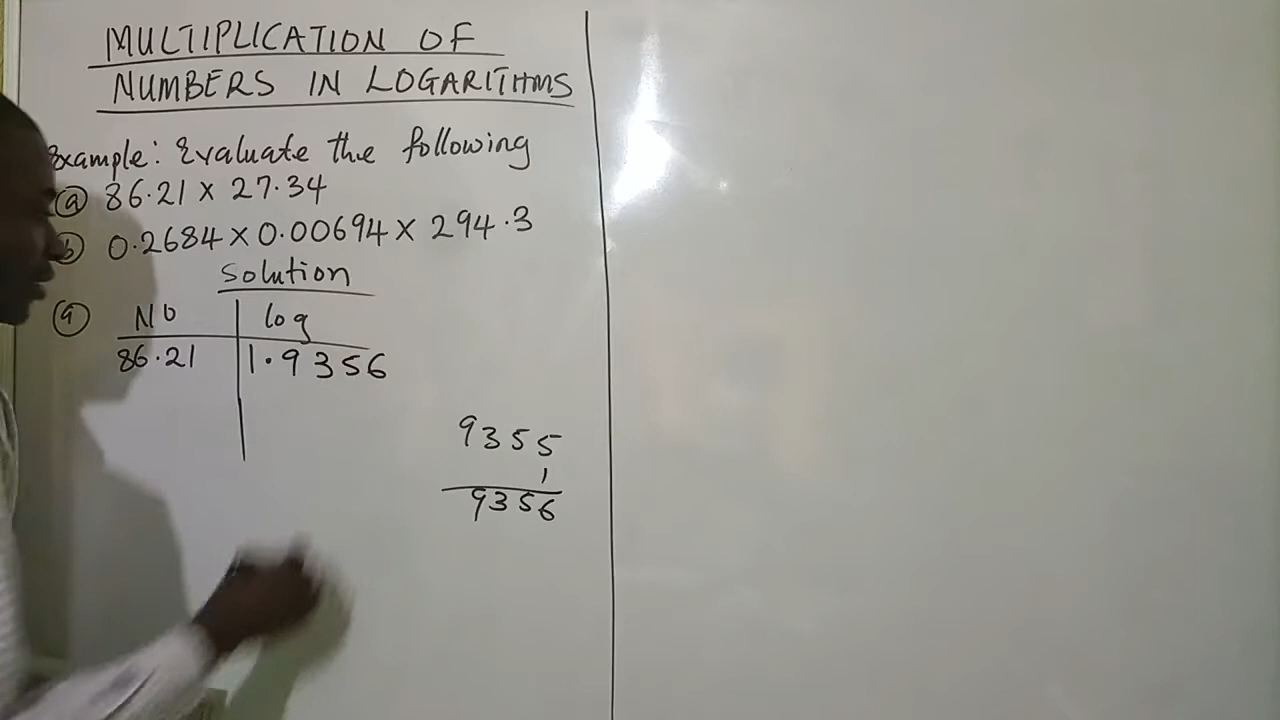 MULTIPLICATION OF
NUMBERS IN LOGARITHMS
Example: Evaluate the following
(a) 86.21 × 27.34
(b) 0.2684 × 0.00694 × 294.3
Solution
(a) No | log
86.21 | 1.9356
9355
1
9356